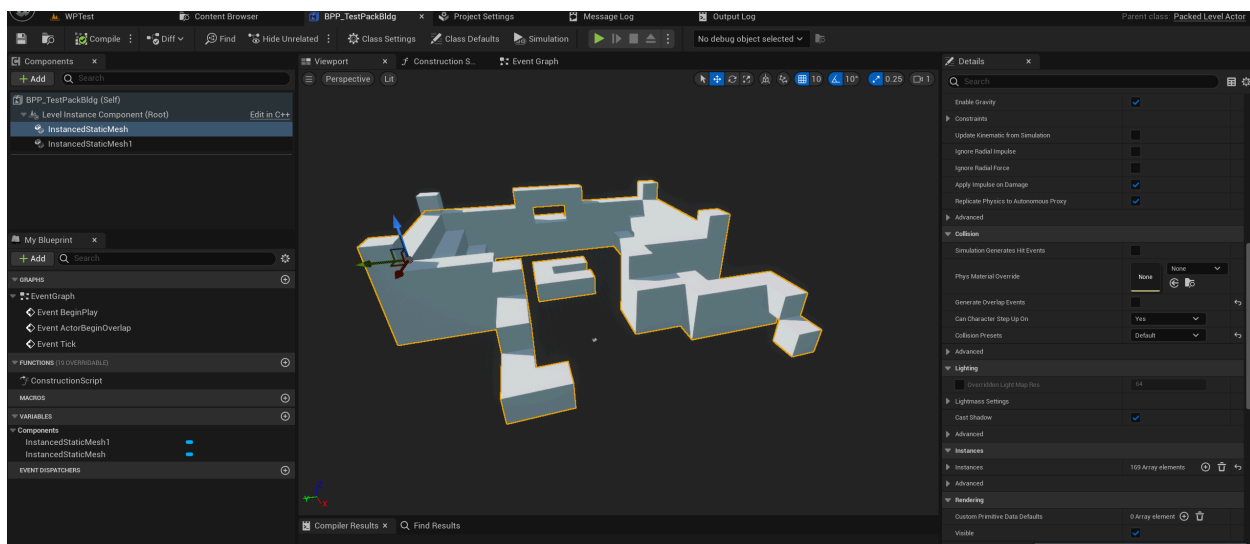 WPTest
Content Browser
BPP_TestPackBldg
Project Settings
Message Log
Output Log
Parent class: Packed Level Actor
Compile
Diff
Find
Hide Unrelated
Class Settings
Class Defaults
Simulation
No debug object selected
Components
+ Add
Search
BPP_TestPackBldg (Self)
Level Instance Component (Root)
Edit in C++
InstancedStaticMesh
InstancedStaticMesh1
My Blueprint
+ Add
Search
GRAPHS
EventGraph
Event BeginPlay
Event ActorBeginOverlap
Event Tick
FUNCTIONS (19 OVERRIDABLE)
ConstructionScript
MACROS
VARIABLES
Components
InstancedStaticMesh1
InstancedStaticMesh
EVENT DISPATCHERS
Viewport
Construction S...
Event Graph
Perspective
Lit
10
10°
0.25
1
Z
Y
X
Compiler Results
Find Results
Details
Search
Enable Gravity
Constraints
Update Kinematic from Simulation
Ignore Radial Impulse
Ignore Radial Force
Apply Impulse on Damage
Replicate Physics to Autonomous Proxy
Advanced
Collision
Simulation Generates Hit Events
Phys Material Override
None
None
Generate Overlap Events
Can Character Step Up On
Yes
Collision Presets
Default
Advanced
Lighting
Overridden Light Map Res
64
Lightmass Settings
Cast Shadow
Advanced
Instances
Instances
169 Array elements
Advanced
Rendering
Custom Primitive Data Defaults
0 Array element
Visible